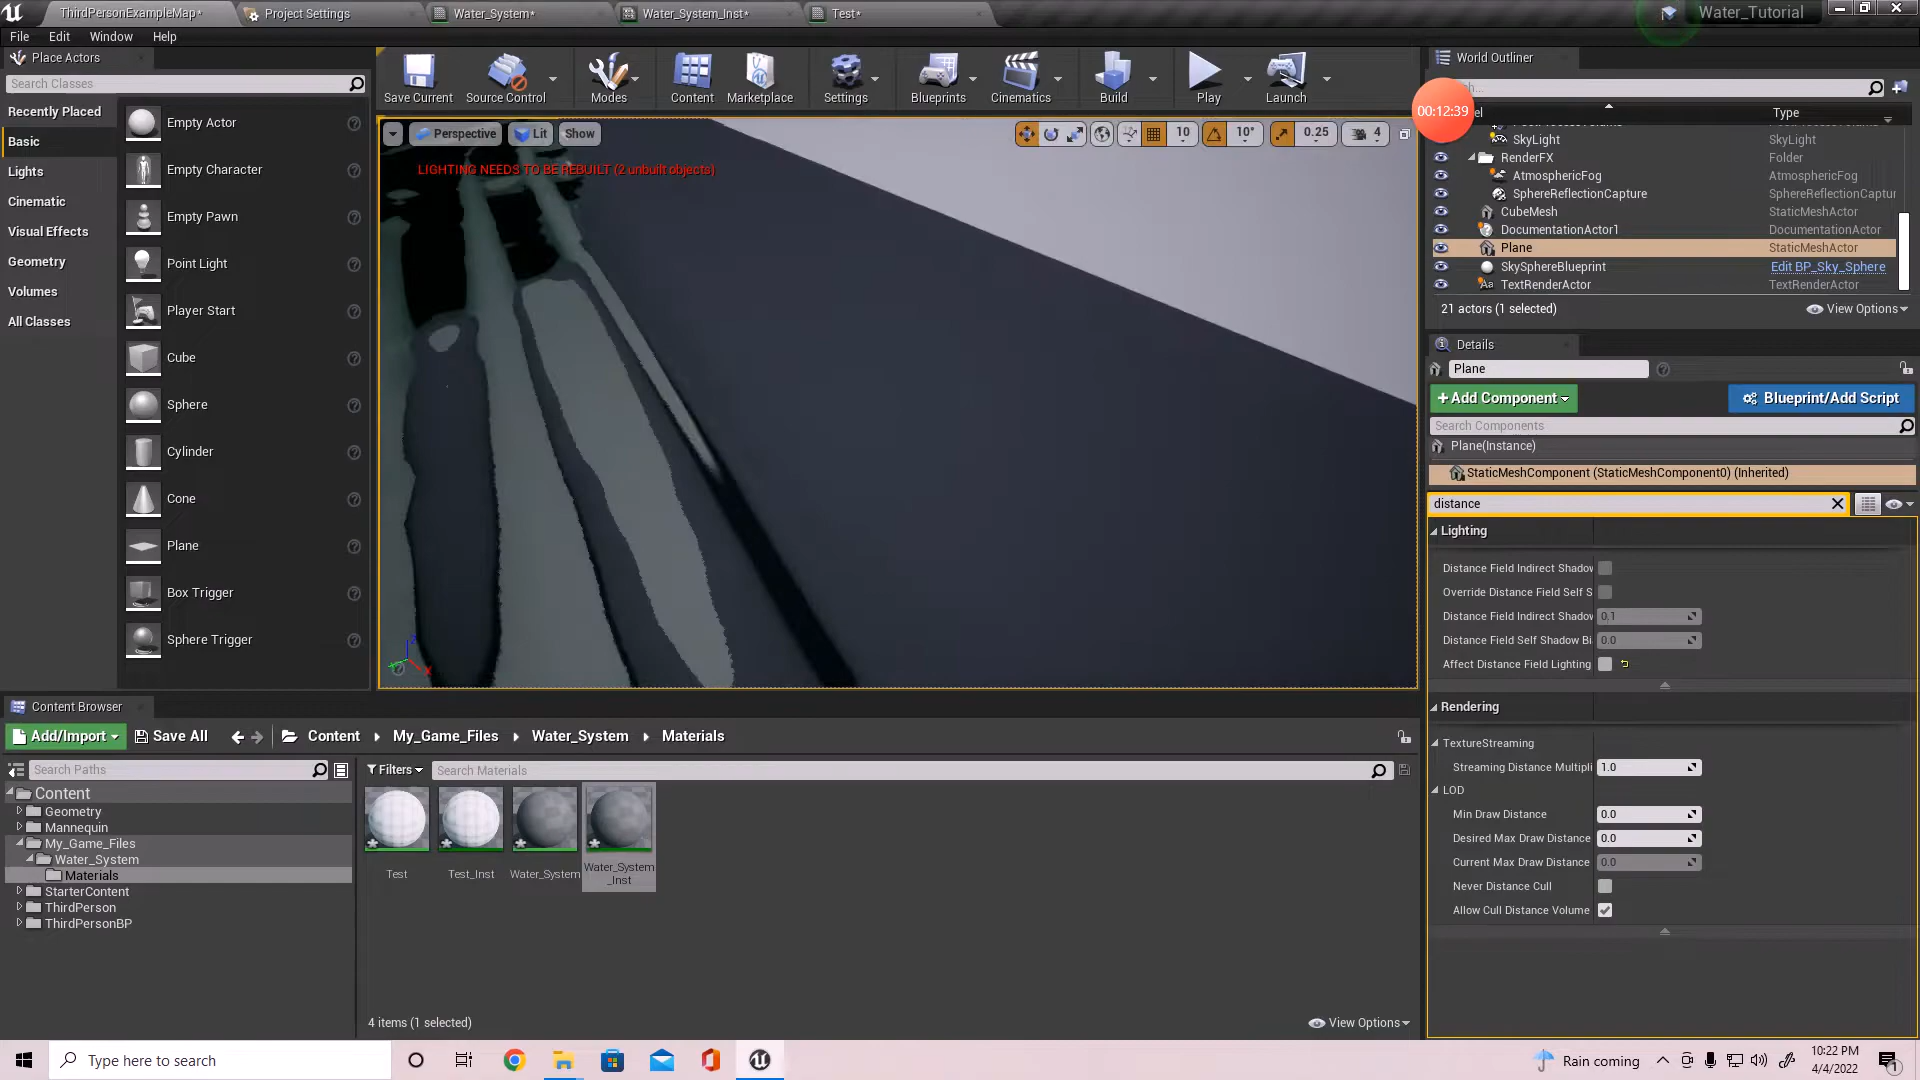 ThirdPersonExampleMap*
Project Settings
Water_System*
Water_System_Inst*
Test*
Water_Tutorial
File
Edit
Window
Help
Place Actors
Search Classes
Recently Placed
Basic
Lights
Cinematic
Visual Effects
Geometry
Volumes
All Classes
Empty Actor
Empty Character
Empty Pawn
Point Light
Player Start
Cube
Sphere
Cylinder
Cone
Plane
Box Trigger
Sphere Trigger
Save Current
Source Control
Modes
Content
Marketplace
Settings
Blueprints
Cinematics
Build
Play
Launch
Perspective
Lit
Show
10
10°
0.25
4
LIGHTING NEEDS TO BE REBUILT (2 unbuilt objects)
World Outliner
00:12:39
Type
SkyLight
SkyLight
RenderFX
Folder
AtmosphericFog
AtmosphericFog
SphereReflectionCapture
SphereReflectionCaptur
CubeMesh
StaticMeshActor
DocumentationActor1
DocumentationActor
Plane
StaticMeshActor
SkySphereBlueprint
Edit BP_Sky_Sphere
TextRenderActor
TextRenderActor
21 actors (1 selected)
View Options
Details
Plane
+Add Component
Blueprint/Add Script
Search Components
Plane(Instance)
StaticMeshComponent (StaticMeshComponent0) (Inherited)
distance
Lighting
Distance Field Indirect Shadow
Override Distance Field Self S
Distance Field Indirect Shadow
0.1
Distance Field Self Shadow Bi
0.0
Affect Distance Field Lighting
Rendering
TextureStreaming
Streaming Distance Multipli
1.0
LOD
Min Draw Distance
0.0
Desired Max Draw Distance
0.0
Current Max Draw Distance
0.0
Never Distance Cull
Allow Cull Distance Volume
Content Browser
Add/Import
Save All
Content
My_Game_Files
Water_System
Materials
Search Paths
Filters
Search Materials
Content
Geometry
Mannequin
My_Game_Files
Water_System
Materials
StarterContent
ThirdPerson
ThirdPersonBP
Test
Test_Inst
Water_System
Water_System
_Inst
4 items (1 selected)
View Options
Type here to search
Rain coming
10:22 PM
4/4/2022
1